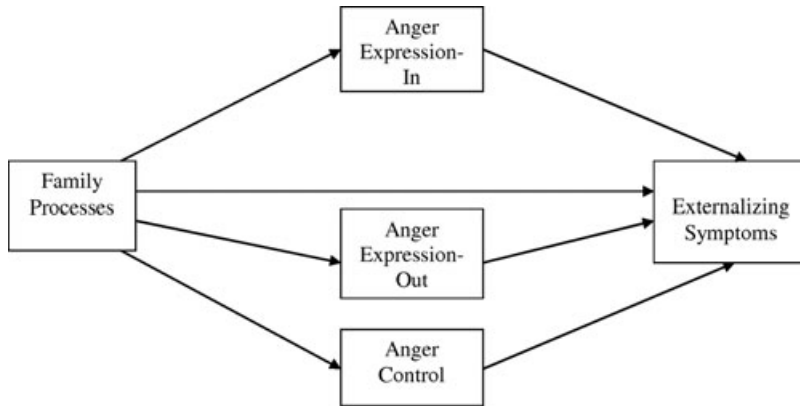 Anger
Expression-
In
Family
Processes
Externalizing
Symptoms
Anger
Expression-
Out
Anger
Control